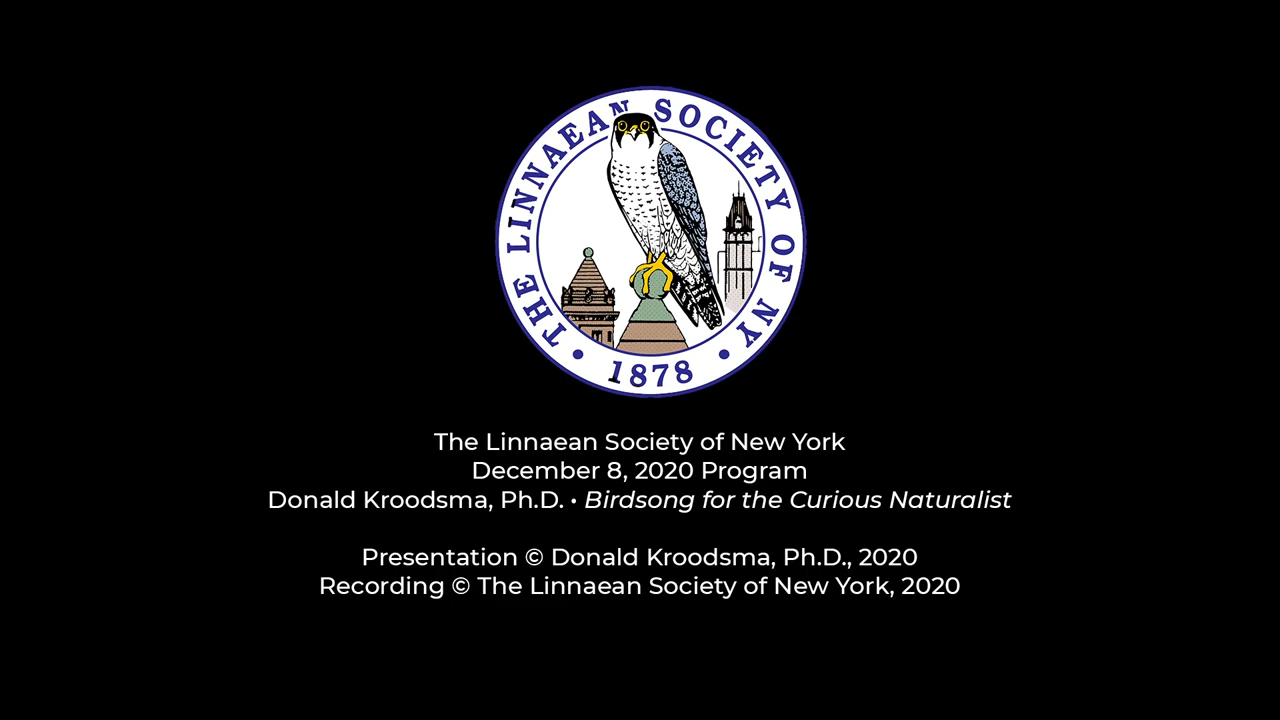 THE LINNAEAN SOCIETY OF NY
• 1878 •
The Linnaean Society of New York
December 8, 2020 Program
Donald Kroodsma, Ph.D. • Birdsong for the Curious Naturalist
Presentation © Donald Kroodsma, Ph.D., 2020
Recording © The Linnaean Society of New York, 2020